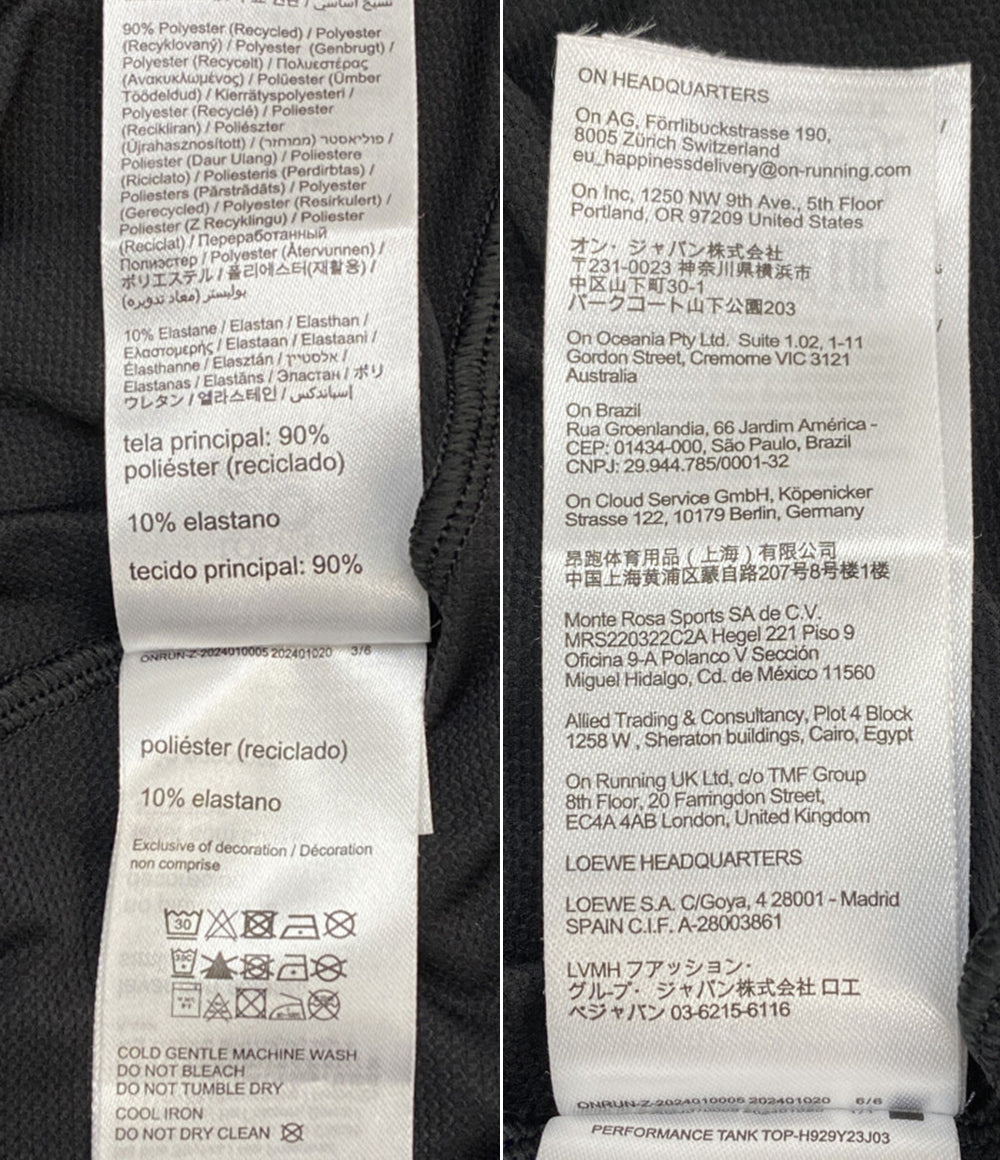 90% Polyester (Recycled) / Polyester
(Recyklovaný) / Polyester (Genbrugt) /
Polyester (Recycelt) / Πολυεστέρας
(Ανακυκλωμένος) / Polüester (Ümber
Töödeldud) / Kierrätyspolyesteri /
Polyester (Recyclé) / Poliester
(Recikliran) / Poliészter
(Újrahasznosított) / פוליאסטר (ממוחזר) /
Poliester (Daur Ulang) / Poliestere
(Riciclato) / Poliesteris (Perdirbtas) /
Poliesters (Pārstrādāts) / Polyester
(Gerecycled) / Polyester (Resirkulert) /
Poliester (Z Recyklingu) / Poliester
(Reciclat) / Переработанный
Полиэстер / Polyester (Återvunnen) /
ポリエステル / 폴리에스터(재활용) /
بوليستر (معاد تدويره)
10% Elastane / Elastan / Elasthan /
Ελαστομερής / Elastaan / Elastaani /
Élasthanne / Elasztán / אלסטיין /
Elastanas / Elastāns / Эластан / ポリ
ウレタン / 엘라스테인 / إسباندكس
tela principal: 90%
poliéster (reciclado)
10% elastano
tecido principal: 90%
ONRUN-Z-2024010005 202401020 3/6
poliéster (reciclado)
10% elastano
Exclusive of decoration / Décoration
non comprise
30
COLD GENTLE MACHINE WASH
DO NOT BLEACH
DO NOT TUMBLE DRY
COOL IRON
DO NOT DRY CLEAN
ON HEADQUARTERS
On AG, Förrlibuckstrasse 190,
8005 Zürich Switzerland
eu_happinessdelivery@on-running.com
On Inc, 1250 NW 9th Ave., 5th Floor
Portland, OR 97209 United States
オン・ジャパン株式会社
〒231-0023 神奈川県横浜市
中区山下町30-1
パークコート山下公園203
On Oceania Pty Ltd. Suite 1.02, 1-11
Gordon Street, Cremorne VIC 3121
Australia
On Brazil
Rua Groenlandia, 66 Jardim América -
CEP: 01434-000, São Paulo, Brazil
CNPJ: 29.944.785/0001-32
On Cloud Service GmbH, Köpenicker
Strasse 122, 10179 Berlin, Germany
昂跑体育用品（上海）有限公司
中国上海黄浦区蒙自路207号8号楼1楼
Monte Rosa Sports SA de C.V.
MRS220322C2A Hegel 221 Piso 9
Oficina 9-A Polanco V Sección
Miguel Hidalgo, Cd. de México 11560
Allied Trading & Consultancy, Plot 4 Block
1258 W , Sheraton buildings, Cairo, Egypt
On Running UK Ltd, c/o TMF Group
8th Floor, 20 Farringdon Street,
EC4A 4AB London, United Kingdom
LOEWE HEADQUARTERS
LOEWE S.A. C/Goya, 4 28001 - Madrid
SPAIN C.I.F. A-28003861
LVMH ファッション・
グループ・ジャパン株式会社 ロエ
ベジャパン 03-6215-6116
ONRUN-Z-2024010005 202401020 6/6
PERFORMANCE TANK TOP-H929Y23J03